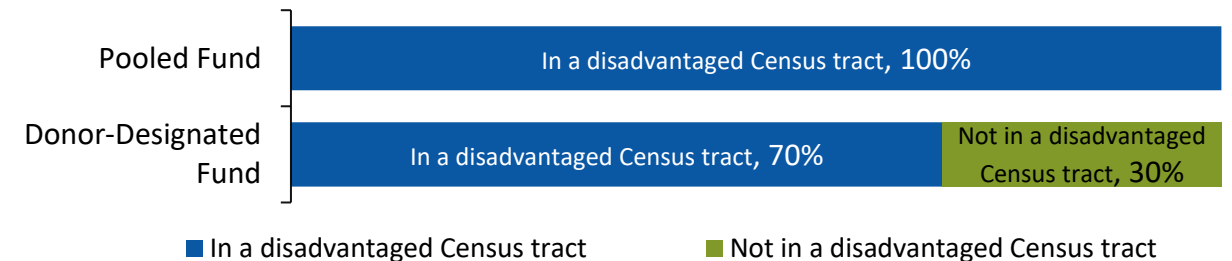 Pooled Fund
In a disadvantaged Census tract, 100%
Donor-Designated
Fund
In a disadvantaged Census tract, 70%
Not in a disadvantaged
Census tract, 30%
In a disadvantaged Census tract
Not in a disadvantaged Census tract